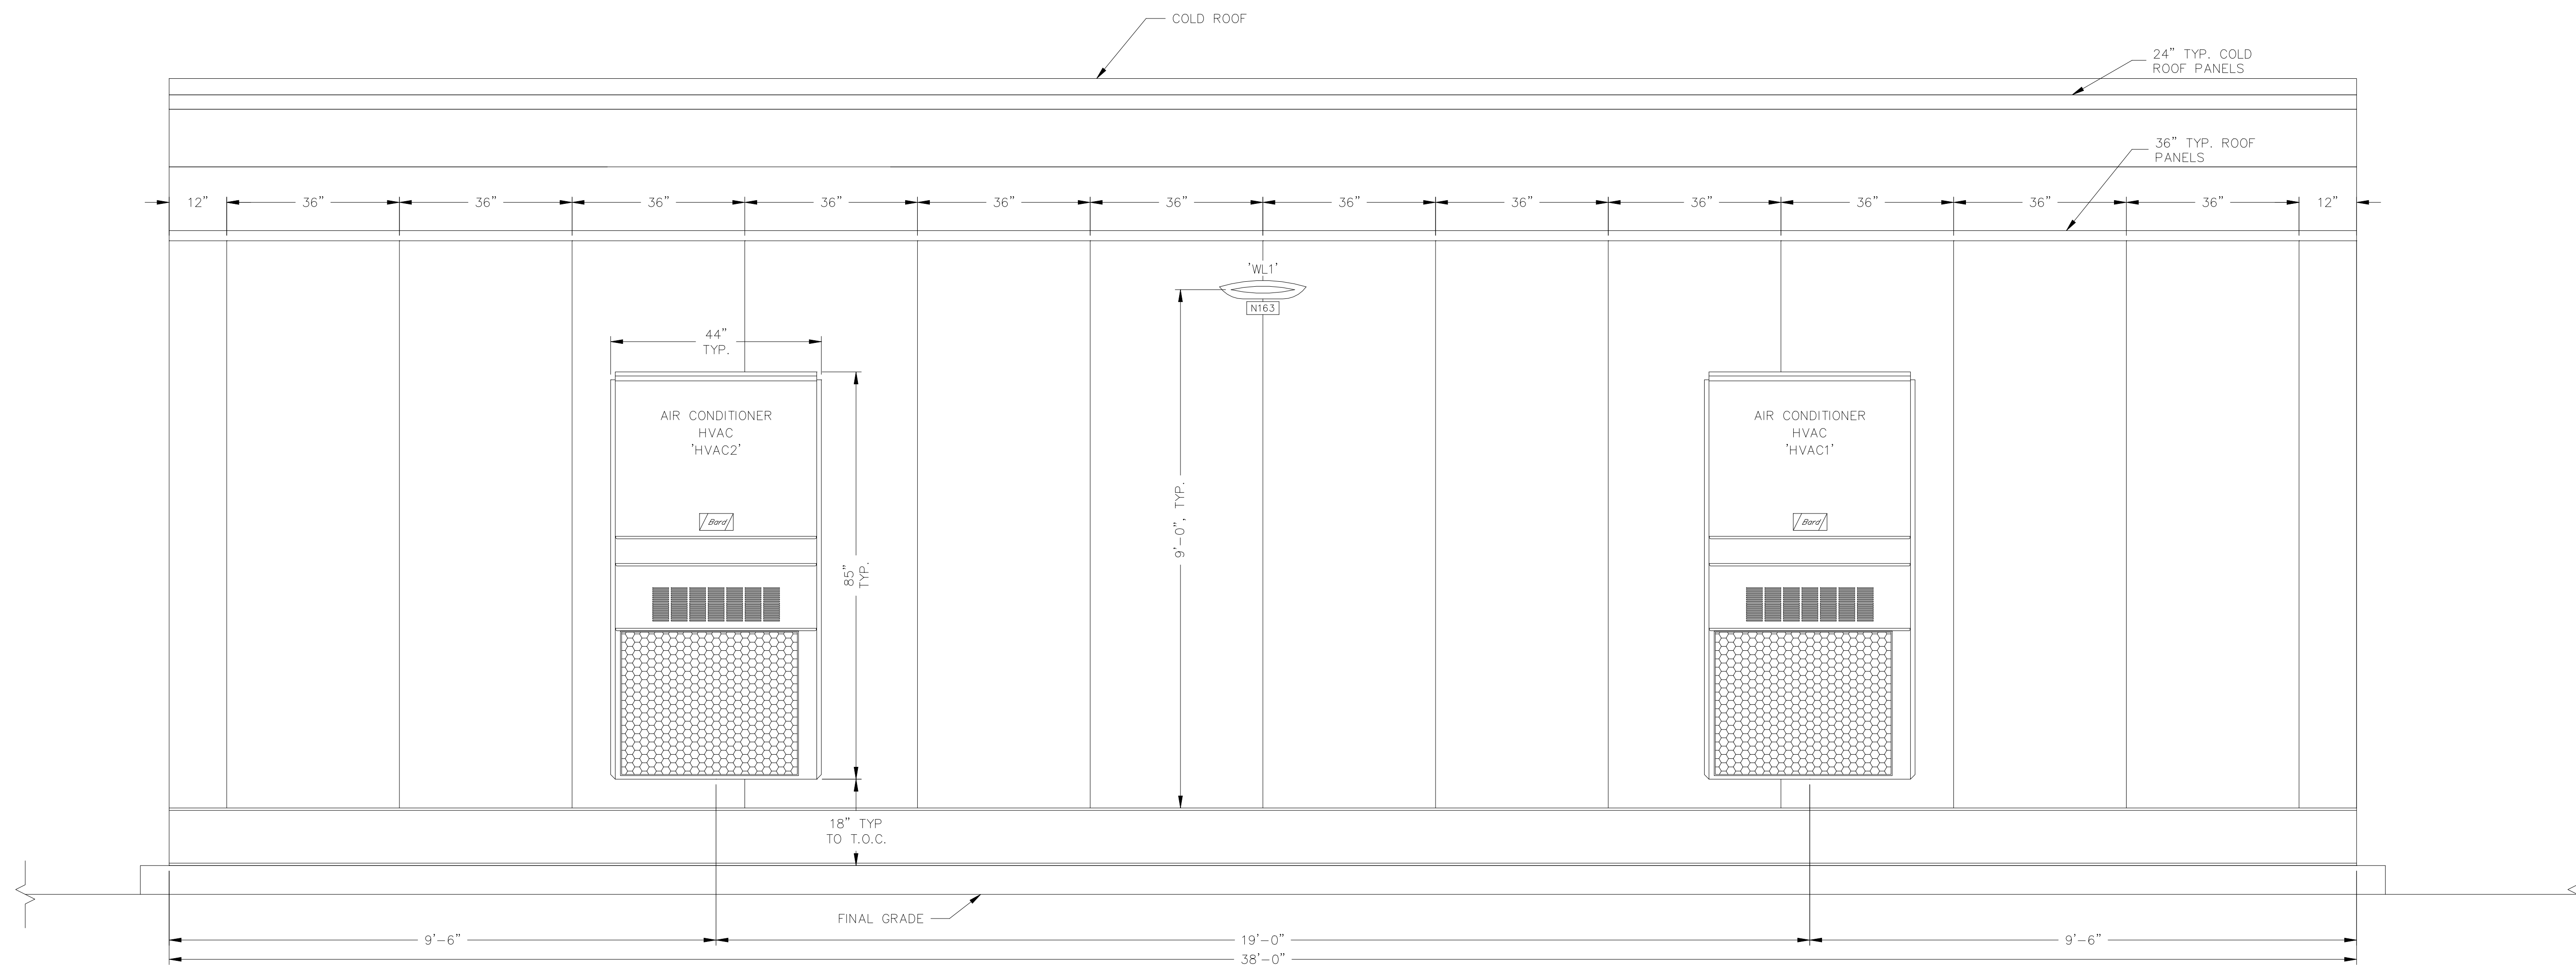 COLD ROOF
24" TYP. COLD
ROOF PANELS
36" TYP. ROOF
PANELS
12" 36" 36" 36" 36" 36" 36" 36" 36" 36" 36" 36" 36" 12"
'WL1'
N163
44"
TYP.
AIR CONDITIONER
HVAC
'HVAC2'
Bard
AIR CONDITIONER
HVAC
'HVAC1'
Bard
85"
TYP.
9'-0", TYP.
18" TYP
TO T.O.C.
FINAL GRADE
9'-6" 19'-0" 9'-6"
38'-0"